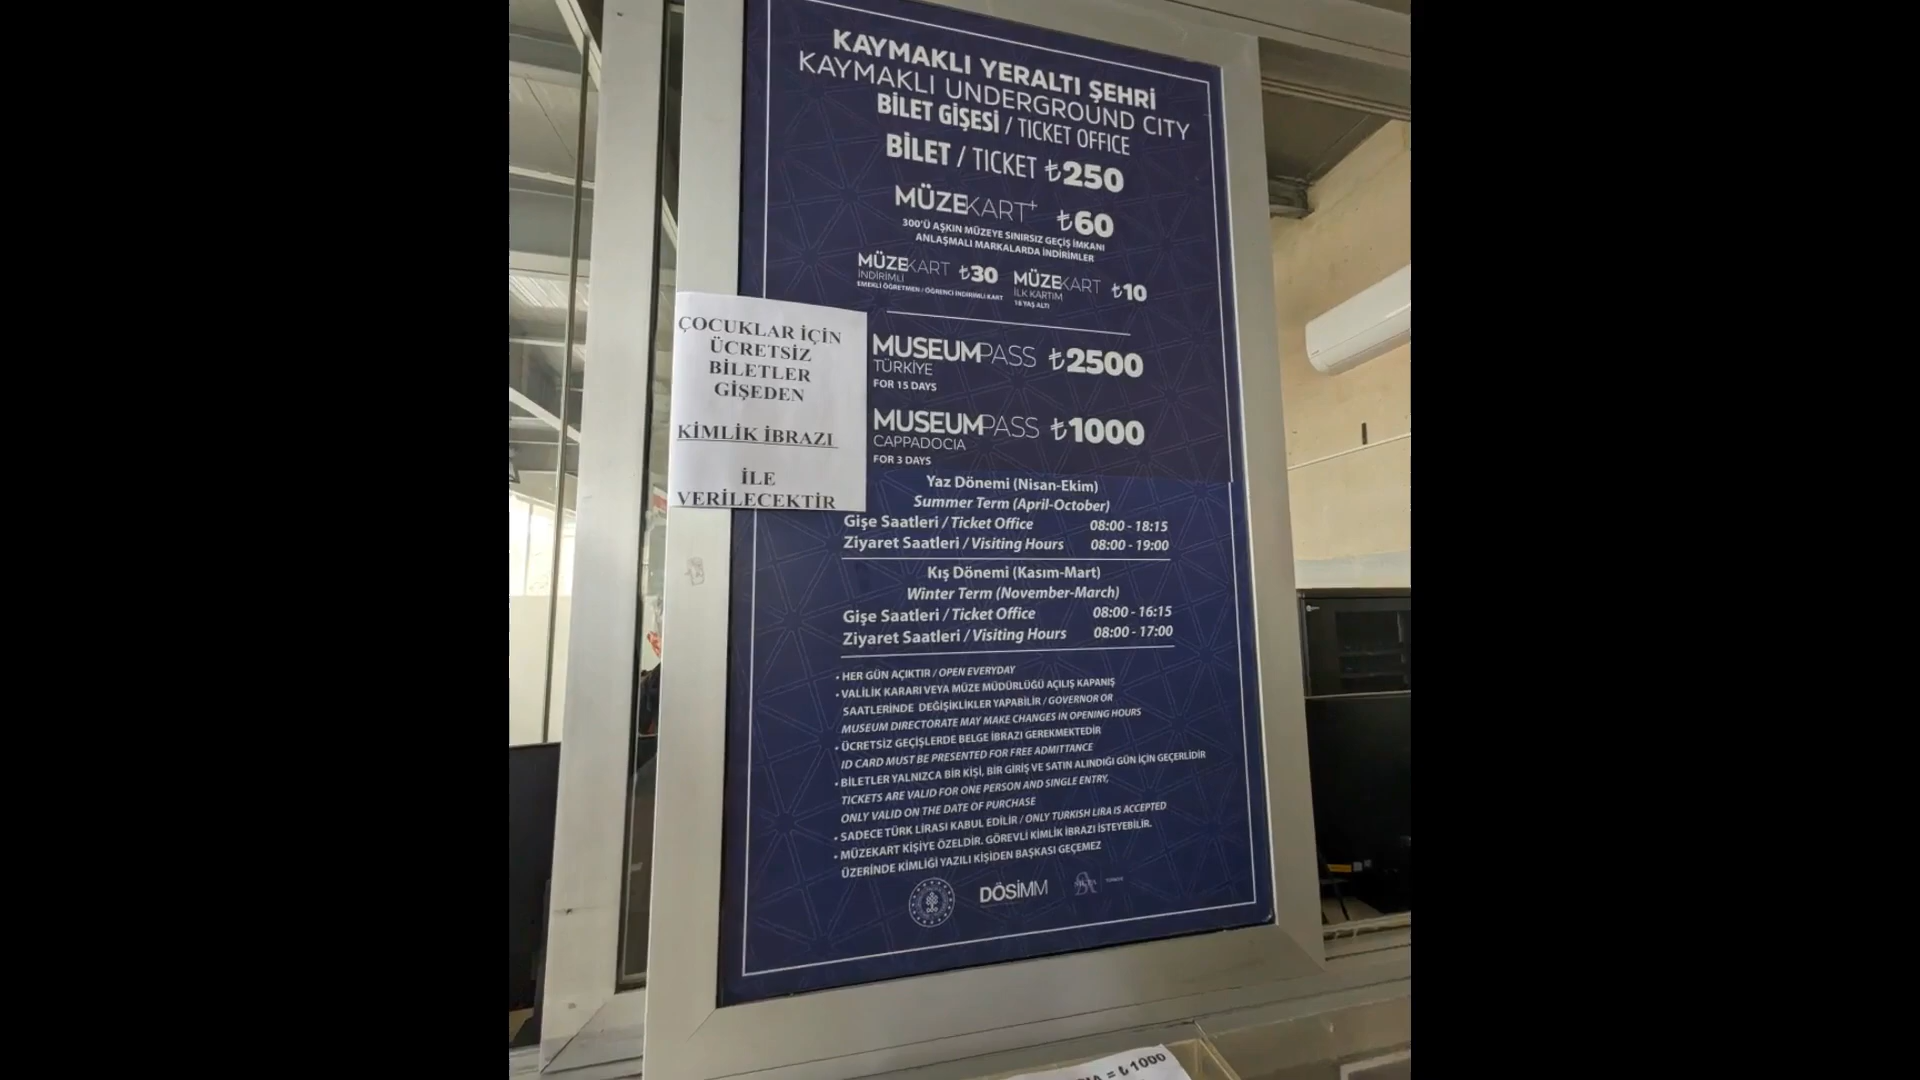 KAYMAKLI YERALTI ŞEHRİ
KAYMAKLI UNDERGROUND CITY
BİLET GİŞESİ / TICKET OFFICE
BİLET / TICKET ₺250
MÜZEKART+ ₺60
300'Ü AŞKIN MÜZEYE SINIRSIZ GEÇİŞ İMKANI
ANLAŞMALI MARKALARDA İNDİRİMLER
MÜZEKART ₺30
İNDİRİMLİ
EMEKLİ ÖĞRETMEN / ÖĞRENCİ İNDİRİMLİ KART
MÜZEKART ₺10
İLK KARTIM
18 YAŞ ALTI
ÇOCUKLAR İÇİN
ÜCRETSİZ
BİLETLER
GİŞEDEN
KİMLİK İBRAZI
İLE
VERİLECEKTİR
MUSEUMPASS ₺2500
TÜRKİYE
FOR 15 DAYS
MUSEUMPASS ₺1000
CAPPADOCIA
FOR 3 DAYS
Yaz Dönemi (Nisan-Ekim)
Summer Term (April-October)
Gişe Saatleri / Ticket Office 08:00 - 18:15
Ziyaret Saatleri / Visiting Hours 08:00 - 19:00
Kış Dönemi (Kasım-Mart)
Winter Term (November-March)
Gişe Saatleri / Ticket Office 08:00 - 16:15
Ziyaret Saatleri / Visiting Hours 08:00 - 17:00
• HER GÜN AÇIKTIR / OPEN EVERYDAY
• VALİLİK KARARI VEYA MÜZE MÜDÜRLÜĞÜ AÇILIŞ KAPANIŞ
SAATLERİNDE DEĞİŞİKLİKLER YAPABİLİR / GOVERNOR OR
MUSEUM DIRECTORATE MAY MAKE CHANGES IN OPENING HOURS
• ÜCRETSİZ GEÇİŞLERDE BELGE İBRAZI GEREKMEKTEDİR
ID CARD MUST BE PRESENTED FOR FREE ADMITTANCE
• BİLETLER YALNIZCA BİR KİŞİ, BİR GİRİŞ VE SATIN ALINDIĞI GÜN İÇİN GEÇERLİDİR
TICKETS ARE VALID FOR ONE PERSON AND SINGLE ENTRY,
ONLY VALID ON THE DATE OF PURCHASE
• SADECE TÜRK LİRASI KABUL EDİLİR / ONLY TURKISH LIRA IS ACCEPTED
• MÜZEKART KİŞİYE ÖZELDİR. GÖREVLİ KİMLİK İBRAZI İSTEYEBİLİR.
ÜZERİNDE KİMLİĞİ YAZILI KİŞİDEN BAŞKASI GEÇEMEZ
DÖSİMM
= ₺1000